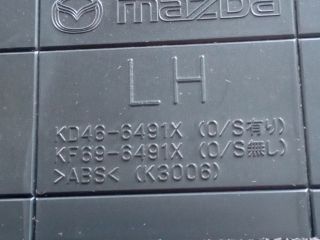 mazda
LH
KD46-6491X (O/S有り)
KF69-6491X (O/S無し)
>ABS< (K3006)